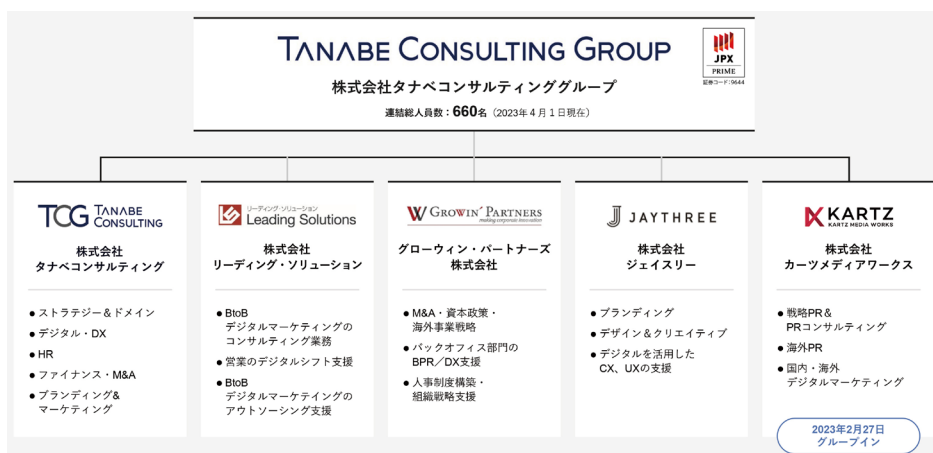 TANABE CONSULTING GROUP
JPX
PRIME
証券コード:9644
株式会社タナベコンサルティンググループ
連結総人員数：660名（2023年４月１日現在）
TCG TANABE CONSULTING
株式会社
タナベコンサルティング
● ストラテジー＆ドメイン
● デジタル・DX
● HR
● ファイナンス・M&A
● ブランディング&
マーケティング
リーディング・ソリューション
Leading Solutions
株式会社
リーディング・ソリューション
● BtoB
デジタルマーケティングの
コンサルティング業務
● 営業のデジタルシフト支援
● BtoB
デジタルマーケテイングの
アウトソーシング支援
GROWIN' PARTNERS
making corporate innovation
グローウィン・パートナーズ
株式会社
● M&A・資本政策・
海外事業戦略
● バックオフィス部門の
BPR／DX支援
● 人事制度構築・
組織戦略支援
JAYTHREE
株式会社
ジェイスリー
● ブランディング
● デザイン＆クリエイティブ
● デジタルを活用した
CX、UXの支援
KARTZ
KARTZ MEDIA WORKS
株式会社
カーツメディアワークス
● 戦略PR＆
PRコンサルティング
● 海外PR
● 国内・海外
デジタルマーケティング
2023年2月27日
グループイン